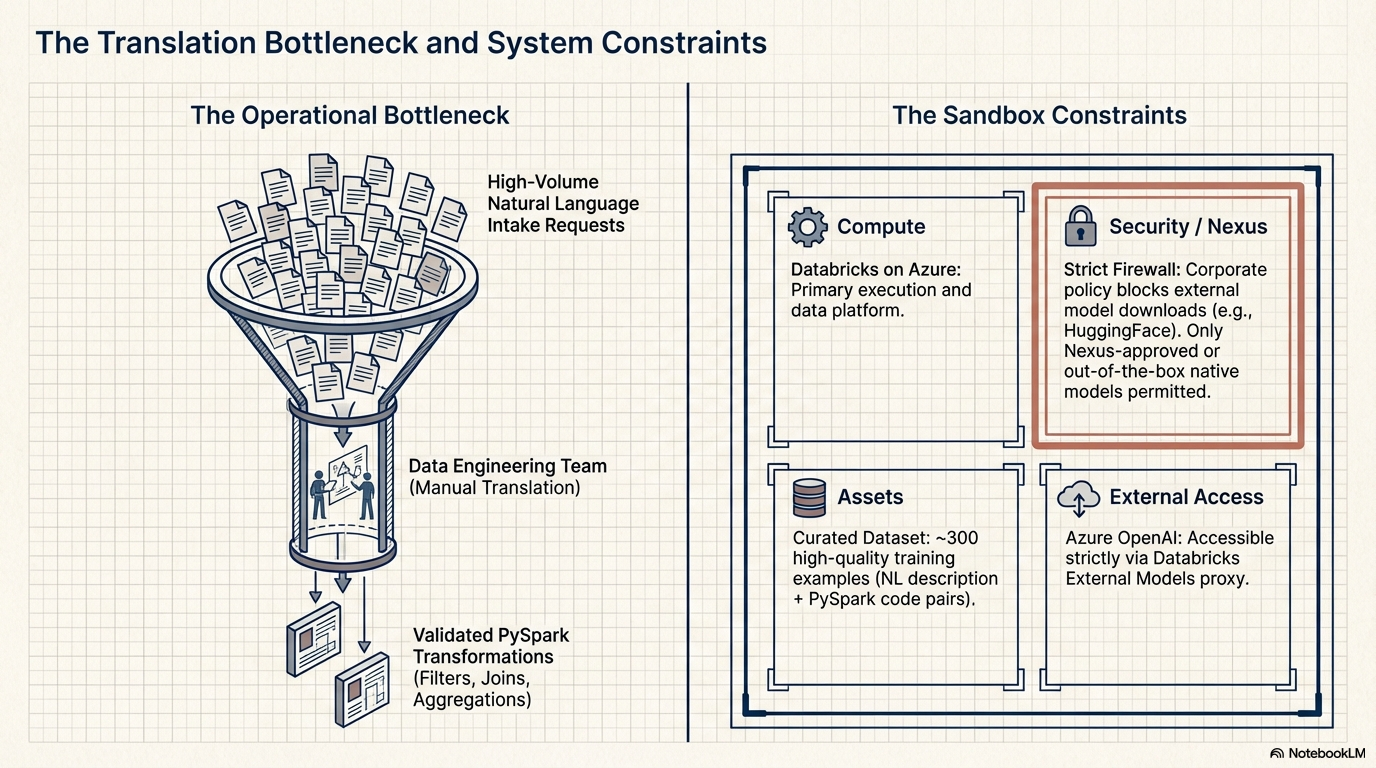 The Translation Bottleneck and System Constraints
The Operational Bottleneck
High-Volume
Natural Language
Intake Requests
Data Engineering Team
(Manual Translation)
Validated PySpark
Transformations
(Filters, Joins,
Aggregations)
The Sandbox Constraints
Compute
Databricks on Azure:
Primary execution and
data platform.
Security / Nexus
Strict Firewall: Corporate
policy blocks external
model downloads (e.g.,
HuggingFace). Only
Nexus-approved or
out-of-the-box native
models permitted.
Assets
Curated Dataset: ~300
high-quality training
examples (NL description
+ PySpark code pairs).
External Access
Azure OpenAI: Accessible
strictly via Databricks
External Models proxy.
NotebookLM